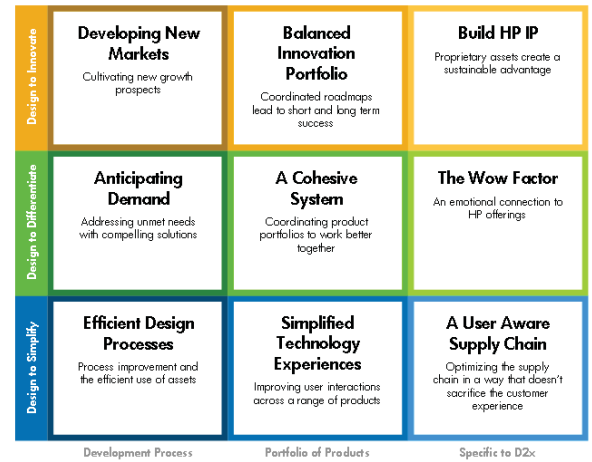 Design to Innovate
Developing New
Markets
Cultivating new growth
prospects
Balanced
Innovation
Portfolio
Coordinated roadmaps
lead to short and long term
success
Build HP IP
Proprietary assets create a
sustainable advantage
Design to Differentiate
Anticipating
Demand
Addressing unmet needs
with compelling solutions
A Cohesive
System
Coordinating product
portfolios to work better
together
The Wow Factor
An emotional connection to
HP offerings
Design to Simplify
Efficient Design
Processes
Process improvement and
the efficient use of assets
Simplified
Technology
Experiences
Improving user interactions
across a range of products
A User Aware
Supply Chain
Optimizing the supply
chain in a way that doesn't
sacrifice the customer
experience
Development Process
Portfolio of Products
Specific to D2x